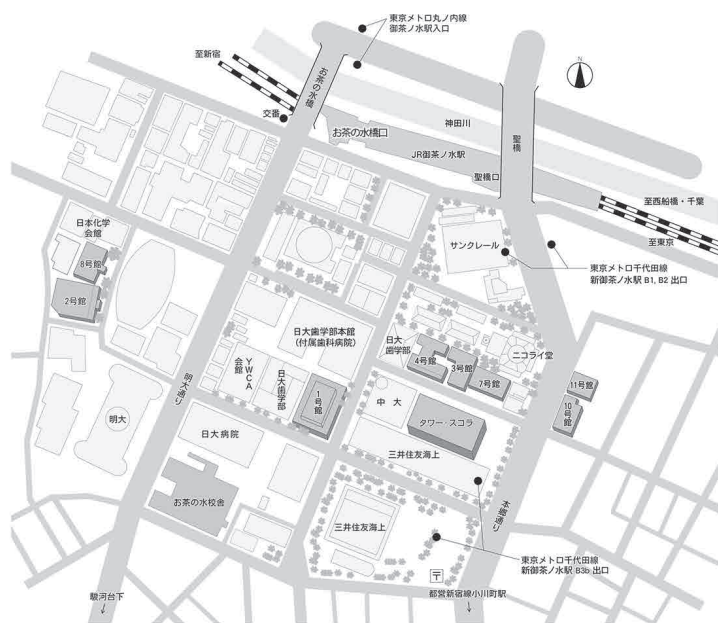 東京メトロ丸ノ内線
御茶ノ水駅入口
至新宿
お茶の水橋
N
交番
お茶の水橋口
神田川
聖橋
JR御茶ノ水駅
聖橋口
至西船橋・千葉
至東京
日本化学
会館
8号館
2号館
サンクレール
東京メトロ千代田線
新御茶ノ水駅 B1, B2 出口
日大歯学部本館
(付属歯科病院)
日大
歯学部
4号館
3号館
7号館
ニコライ堂
11号館
10号館
YWCA
会館
日大歯学部
1号館
中大
タワー・スコラ
明大通り
明大
日大病院
三井住友海上
お茶の水校舎
三井住友海上
本郷通り
東京メトロ千代田線
新御茶ノ水駅 B3b 出口
〒
駿河台下
↓
都営新宿線小川町駅
↓